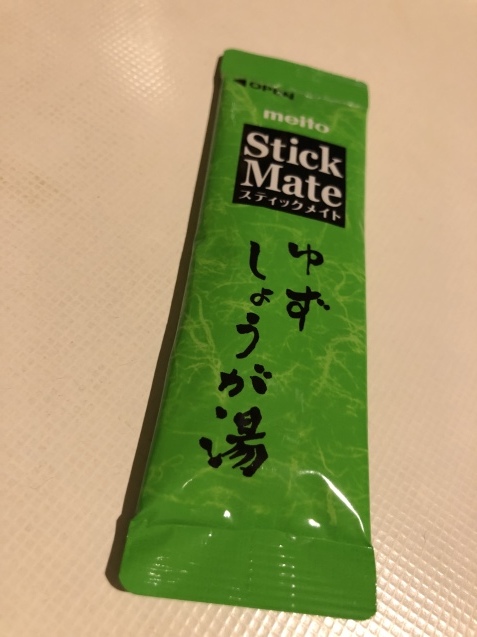 ◀OPEN
meito
Stick
Mate
スティックメイト
ゆず
しょうが湯